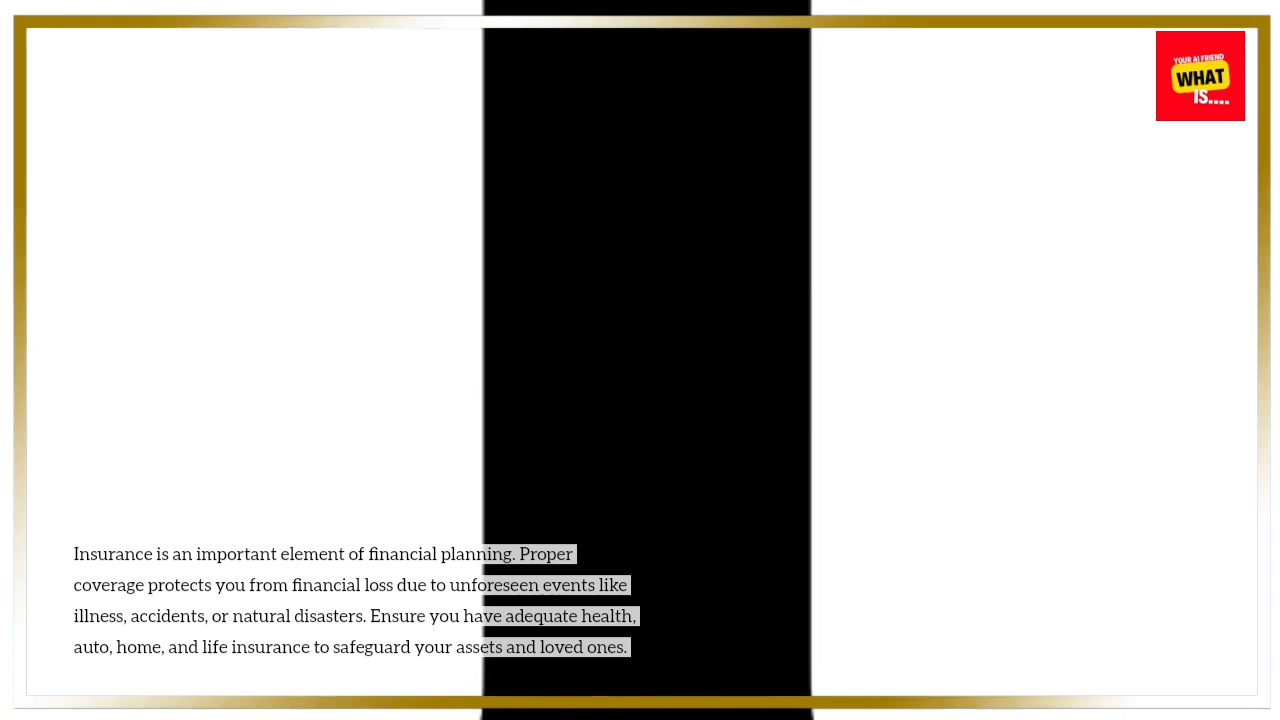 YOUR AI FRIEND
WHAT
IS....
Insurance is an important element of financial planning. Proper
coverage protects you from financial loss due to unforeseen events like
illness, accidents, or natural disasters. Ensure you have adequate health,
auto, home, and life insurance to safeguard your assets and loved ones.